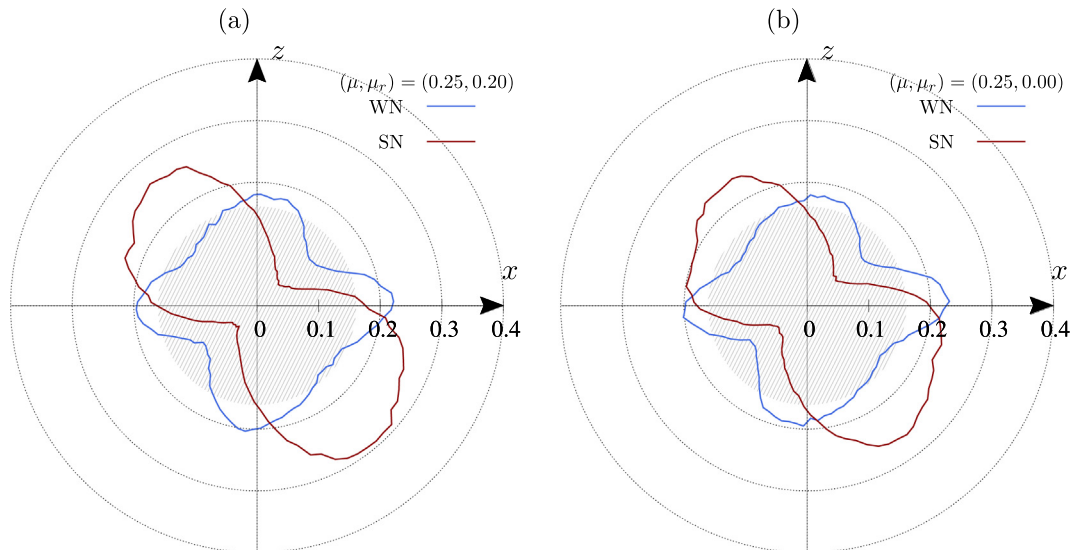 (a)
z
(μ, μr) = (0.25, 0.20)
WN
SN
x
0 0.1 0.2 0.3 0.4
(b)
z
(μ, μr) = (0.25, 0.00)
WN
SN
x
0 0.1 0.2 0.3 0.4